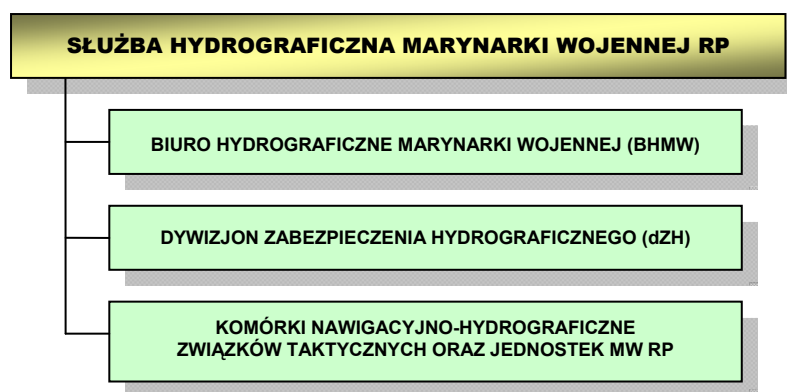 SŁUŻBA HYDROGRAFICZNA MARYNARKI WOJENNEJ RP
BIURO HYDROGRAFICZNE MARYNARKI WOJENNEJ (BHMW)
DYWIZJON ZABEZPIECZENIA HYDROGRAFICZNEGO (dZH)
KOMÓRKI NAWIGACYJNO-HYDROGRAFICZNE
ZWIĄZKÓW TAKTYCZNYCH ORAZ JEDNOSTEK MW RP